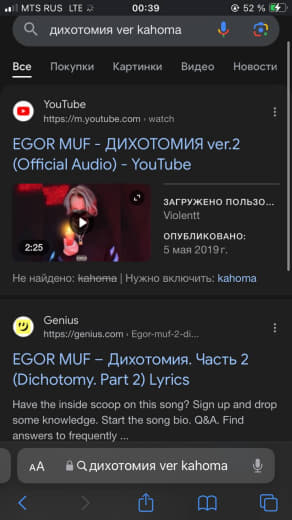 MTS RUS LTE 00:39 52 %
дихотомия ver kahoma
Все Покупки Картинки Видео Новости
YouTube
https://m.youtube.com › watch
EGOR MUF - ДИХОТОМИЯ ver.2
(Official Audio) - YouTube
ЗАГРУЖЕНО ПОЛЬЗО...
Violentt
ОПУБЛИКОВАНО:
5 мая 2019 г.
2:25
Не найдено: kahoma | Нужно включить: kahoma
Genius
https://genius.com › Egor-muf-2-di...
EGOR MUF – Дихотомия. Часть 2
(Dichotomy. Part 2) Lyrics
Have the inside scoop on this song? Sign up and drop
some knowledge. Start the song bio. Q&A. Find
answers to frequently ...
AA дихотомия ver kahoma